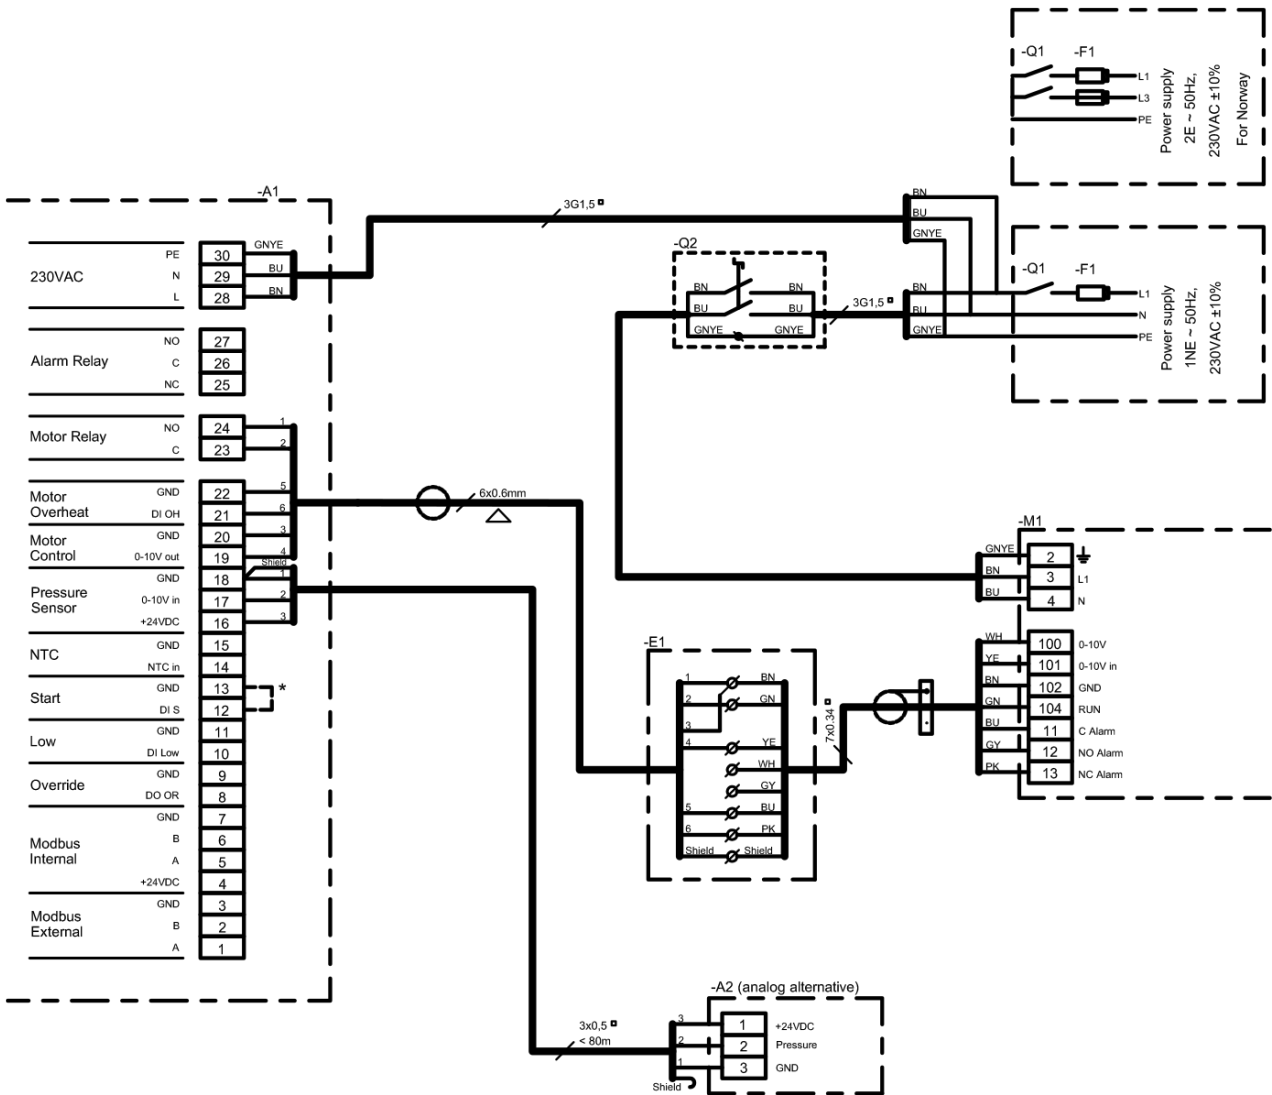 -Q1 -F1
L1
L3
PE
Power supply
2E ~ 50Hz,
230VAC ±10%
For Norway
-A1
3G1,5
BN
BU
GNYE
-Q2
BN BN
BU BU
GNYE GNYE
3G1,5
BN
BU
GNYE
-Q1 -F1
L1
N
PE
Power supply
1NE ~ 50Hz,
230VAC ±10%
230VAC
PE 30 GNYE
N 29 BU
L 28 BN
Alarm Relay
NO 27
C 26
NC 25
Motor Relay
NO 24 1
C 23 2
Motor
Overheat
GND 22 5
DI OH 21 6
Motor
Control
GND 20 3
0-10V out 19 4
Shield
Pressure
Sensor
GND 18 1
0-10V in 17 2
+24VDC 16 3
NTC
GND 15
NTC in 14
Start
GND 13 *
DI S 12
Low
GND 11
DI Low 10
Override
GND 9
DO OR 8
Modbus
Internal
GND 7
B 6
A 5
+24VDC 4
Modbus
External
GND 3
B 2
A 1
6x0.6mm
-M1
GNYE 2
BN 3 L1
BU 4 N
WH 100 0-10V
YE 101 0-10V in
BN 102 GND
GN 104 RUN
BU 11 C Alarm
GY 12 NO Alarm
PK 13 NC Alarm
-E1
1 BN
2 GN
3
4 YE
WH
GY
5 BU
6 PK
Shield Shield
7x0.34
-A2 (analog alternative)
3x0,5
< 80m
3 1 +24VDC
2 2 Pressure
1 3 GND
Shield